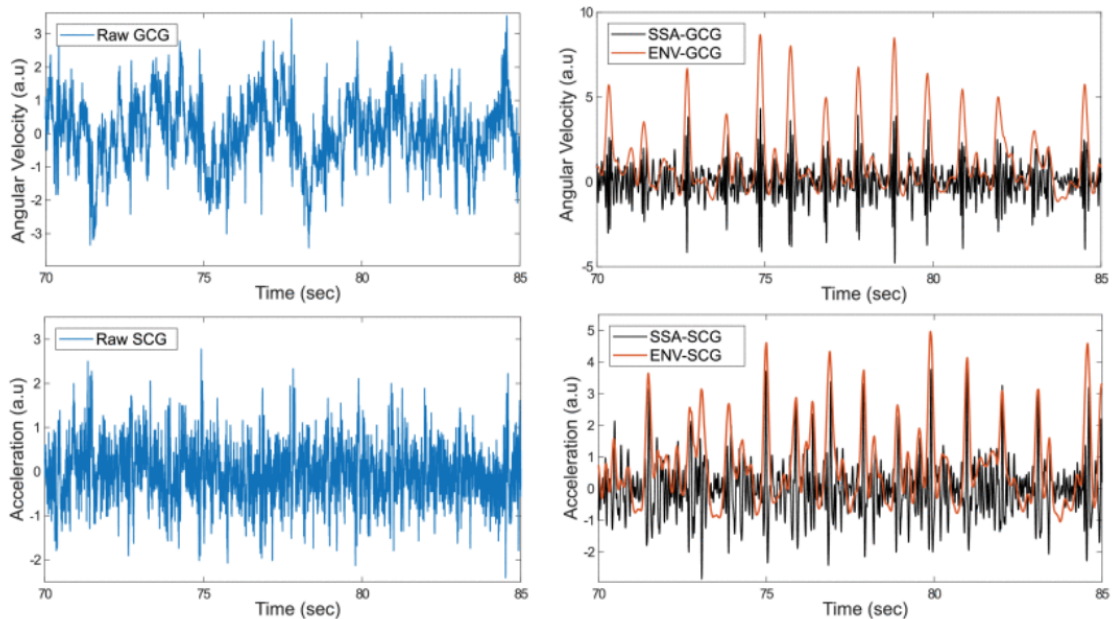 Raw GCG
Angular Velocity (a.u)
3
2
1
0
-1
-2
-3
70
75
80
85
Time (sec)
SSA-GCG
ENV-GCG
Angular Velocity (a.u)
10
5
0
-5
70
75
80
85
Time (sec)
Raw SCG
Acceleration (a.u)
3
2
1
0
-1
-2
70
75
80
85
Time (sec)
SSA-SCG
ENV-SCG
Acceleration (a.u)
5
4
3
2
1
0
-1
-2
70
75
80
85
Time (sec)